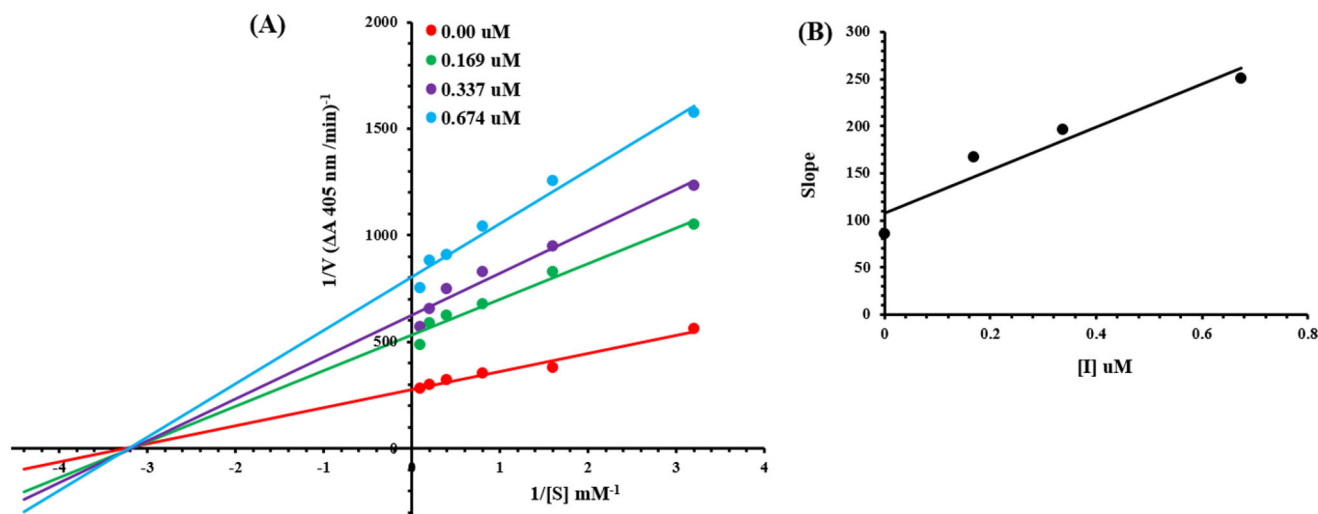 (A)
0.00 uM
0.169 uM
0.337 uM
0.674 uM
1/V (ΔA 405 nm /min)-1
2000
1500
1000
500
0
-4 -3 -2 -1 0 1 2 3 4
1/[S] mM-1
(B)
Slope
300
250
200
150
100
50
0
0 0.2 0.4 0.6 0.8
[I] uM